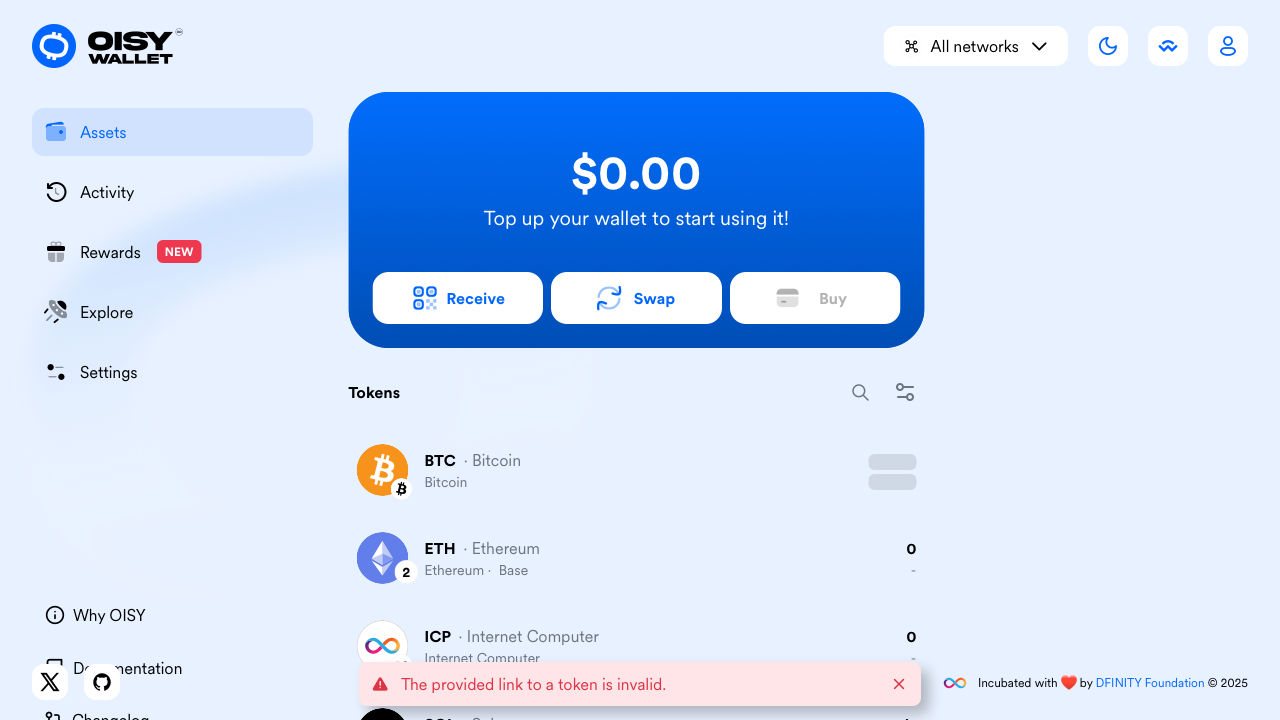 OISY
WALLET
All networks
Assets
Activity
Rewards NEW
Explore
Settings
$0.00
Top up your wallet to start using it!
Receive
Swap
Buy
Tokens
BTC · Bitcoin
Bitcoin
ETH · Ethereum
0
2
Ethereum · Base
-
ICP · Internet Computer
0
Internet Computer
-
Why OISY
Documentation
Changelog
The provided link to a token is invalid.
Incubated with ❤️ by DFINITY Foundation © 2025